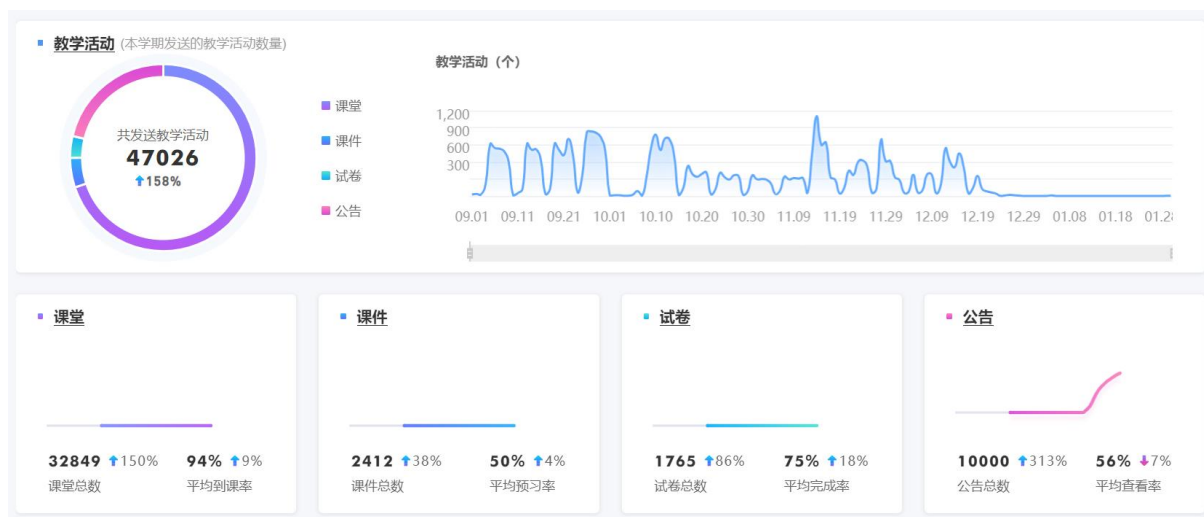 教学活动 (本学期发送的教学活动数量)
共发送教学活动
47026
158%
课堂
课件
试卷
公告
教学活动（个）
1,200
900
600
300
09.01 09.11 09.21 10.01 10.10 10.20 10.30 11.09 11.19 11.29 12.09 12.19 12.29 01.08 01.18 01.28
课堂
32849 150% 94% 9%
课堂总数 平均到课率
课件
2412 38% 50% 4%
课件总数 平均预习率
试卷
1765 86% 75% 18%
试卷总数 平均完成率
公告
10000 313% 56% 7%
公告总数 平均查看率